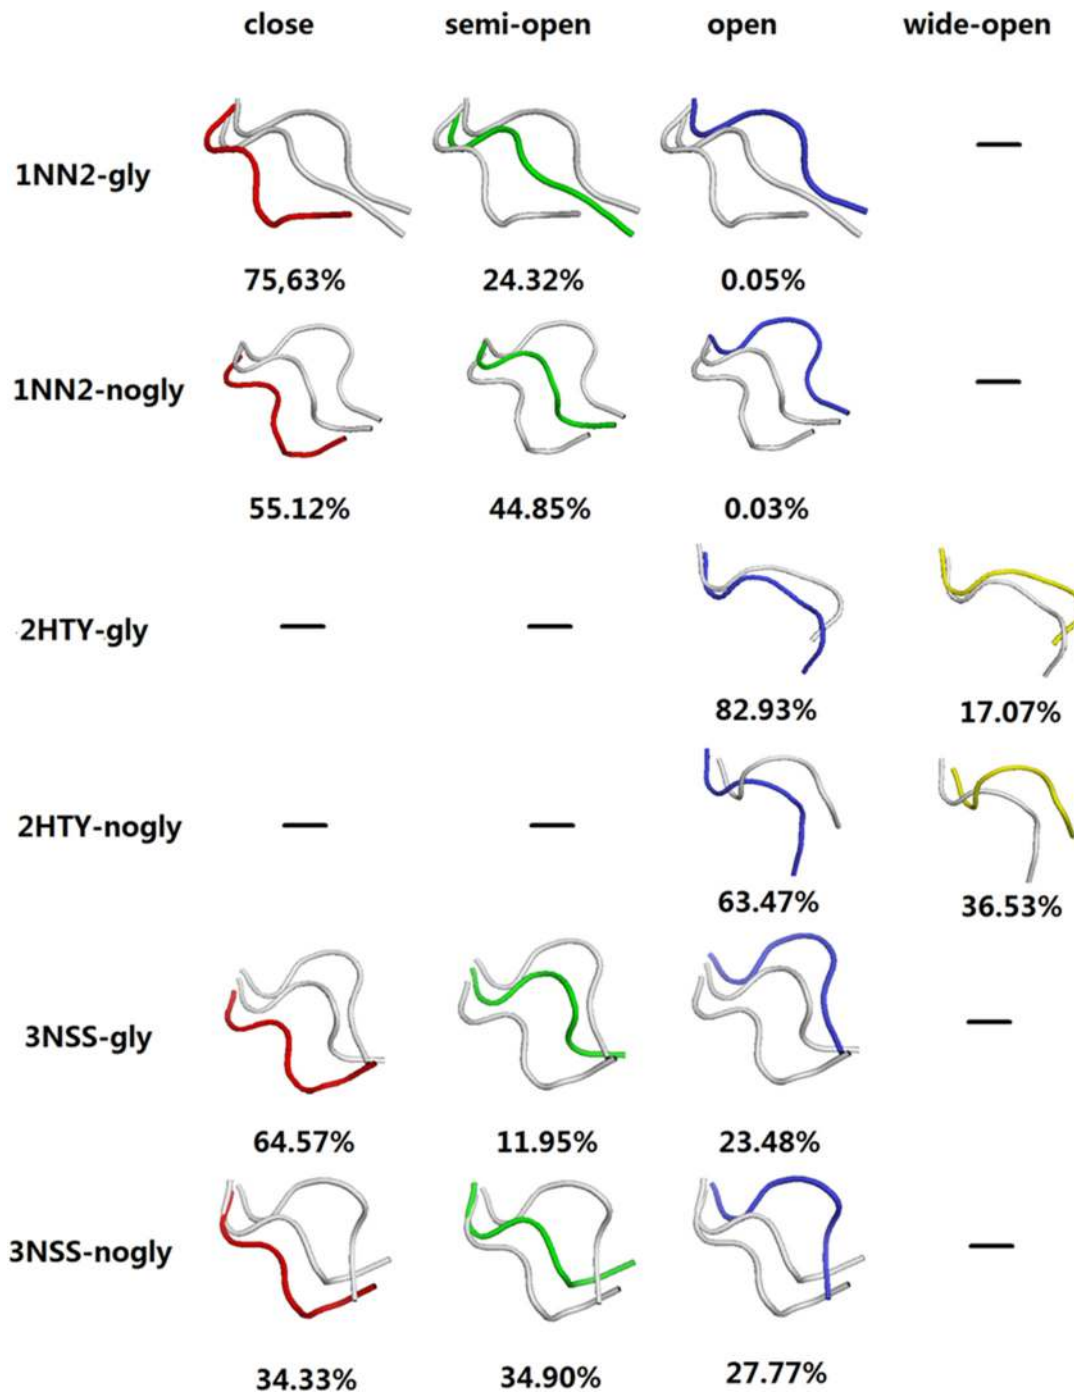 close semi-open open wide-open
1NN2-gly —
75,63% 24.32% 0.05%
1NN2-nogly —
55.12% 44.85% 0.03%
2HTY-gly — —
82.93% 17.07%
2HTY-nogly — —
63.47% 36.53%
3NSS-gly —
64.57% 11.95% 23.48%
3NSS-nogly —
34.33% 34.90% 27.77%